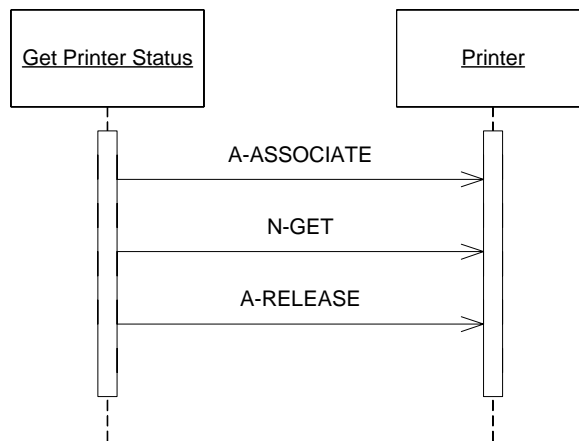 Get Printer Status
Printer
A-ASSOCIATE
N-GET
A-RELEASE